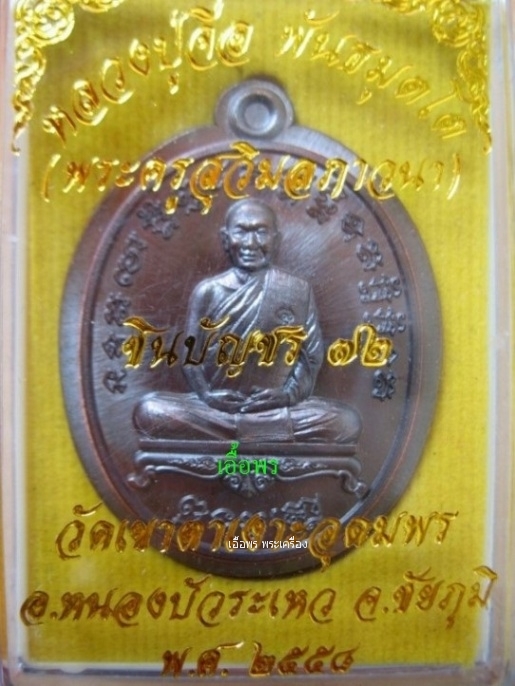 หลวงปู่จือ พันธมุตโต
(พระครูสุวิมลภาวนา)
ชินบัญชร ๗๒
เอื้อพร
วัดเขาตาเงาะอุดมพร
เอื้อพร พระเครื่อง
อ.หนองบัวระเหว จ.ชัยภูมิ
พ.ศ. ๒๕๕๘